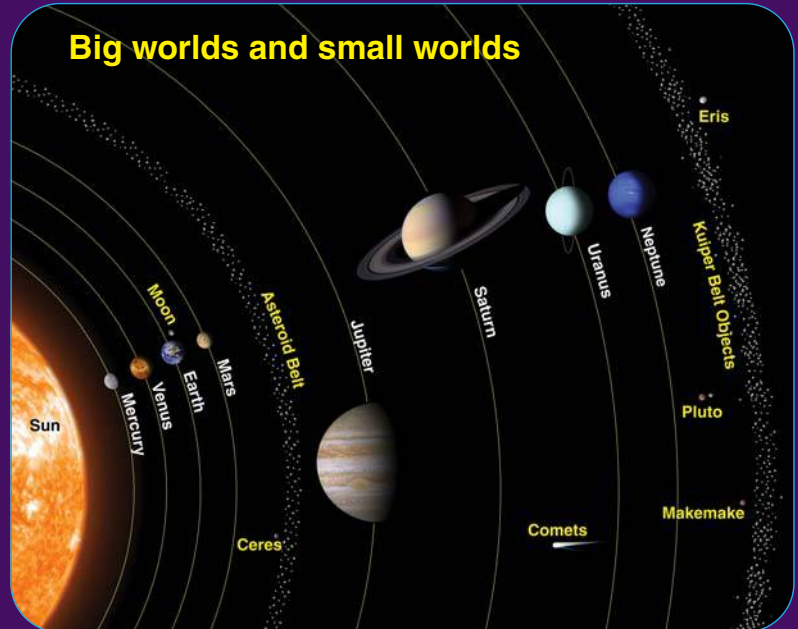 Big worlds and small worlds
Eris
Kuiper Belt Objects
Neptune
Uranus
Saturn
Jupiter
Asteroid Belt
Moon
Mars
Earth
Venus
Mercury
Sun
Pluto
Makemake
Comets
Ceres